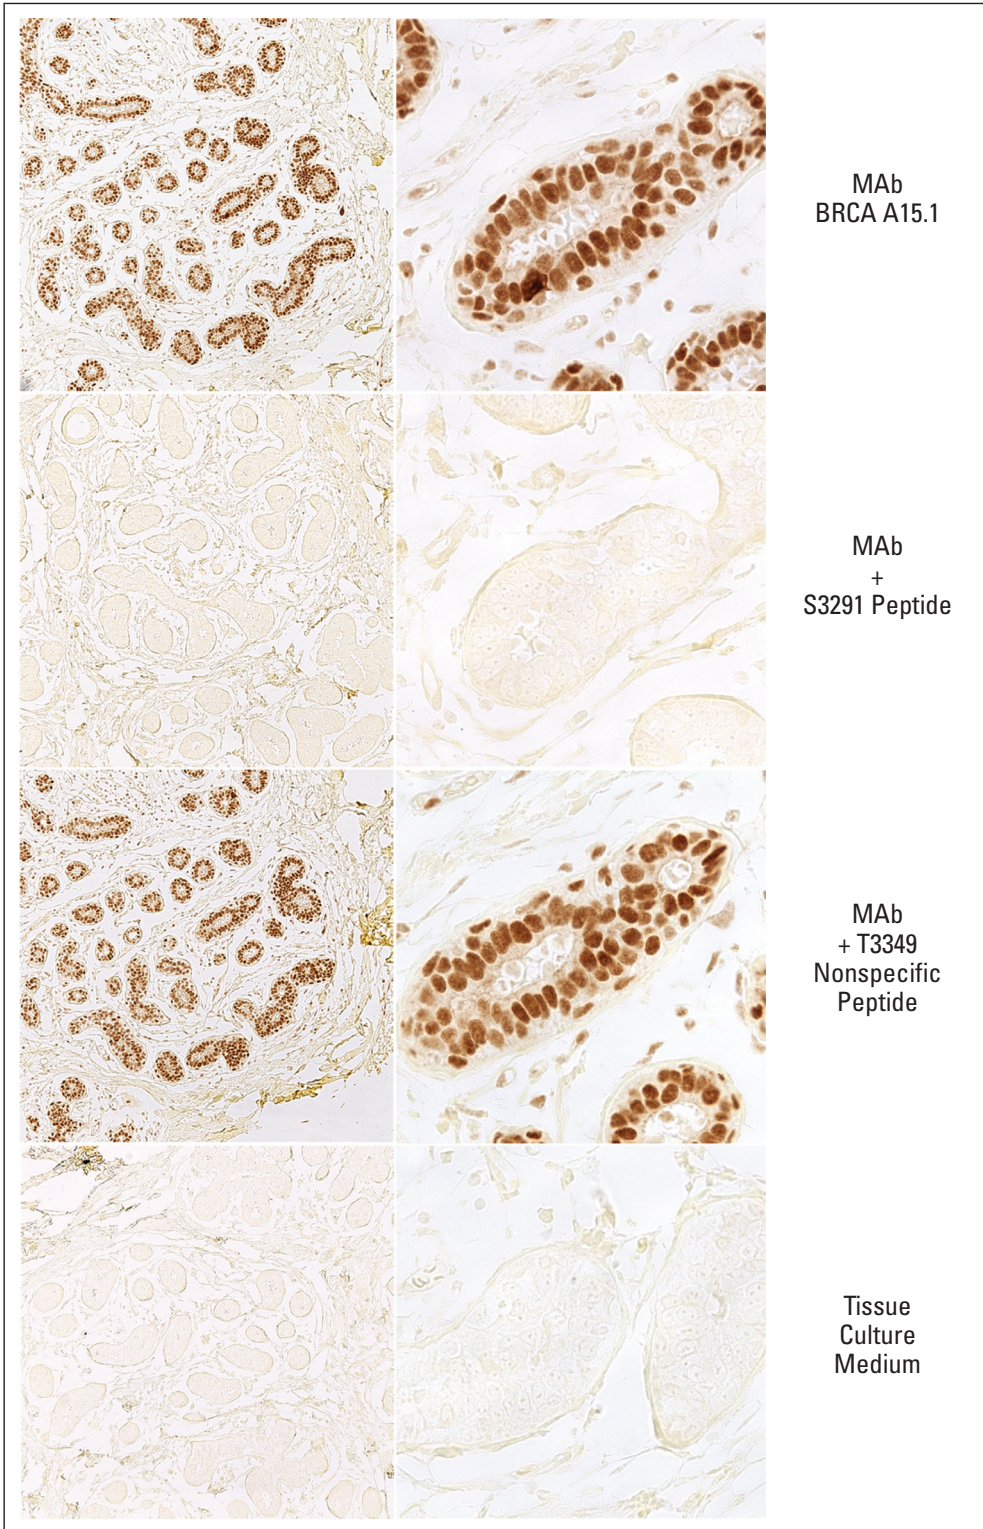 MAb
BRCA A15.1
MAb
+
S3291 Peptide
MAb
+ T3349
Nonspecific
Peptide
Tissue
Culture
Medium